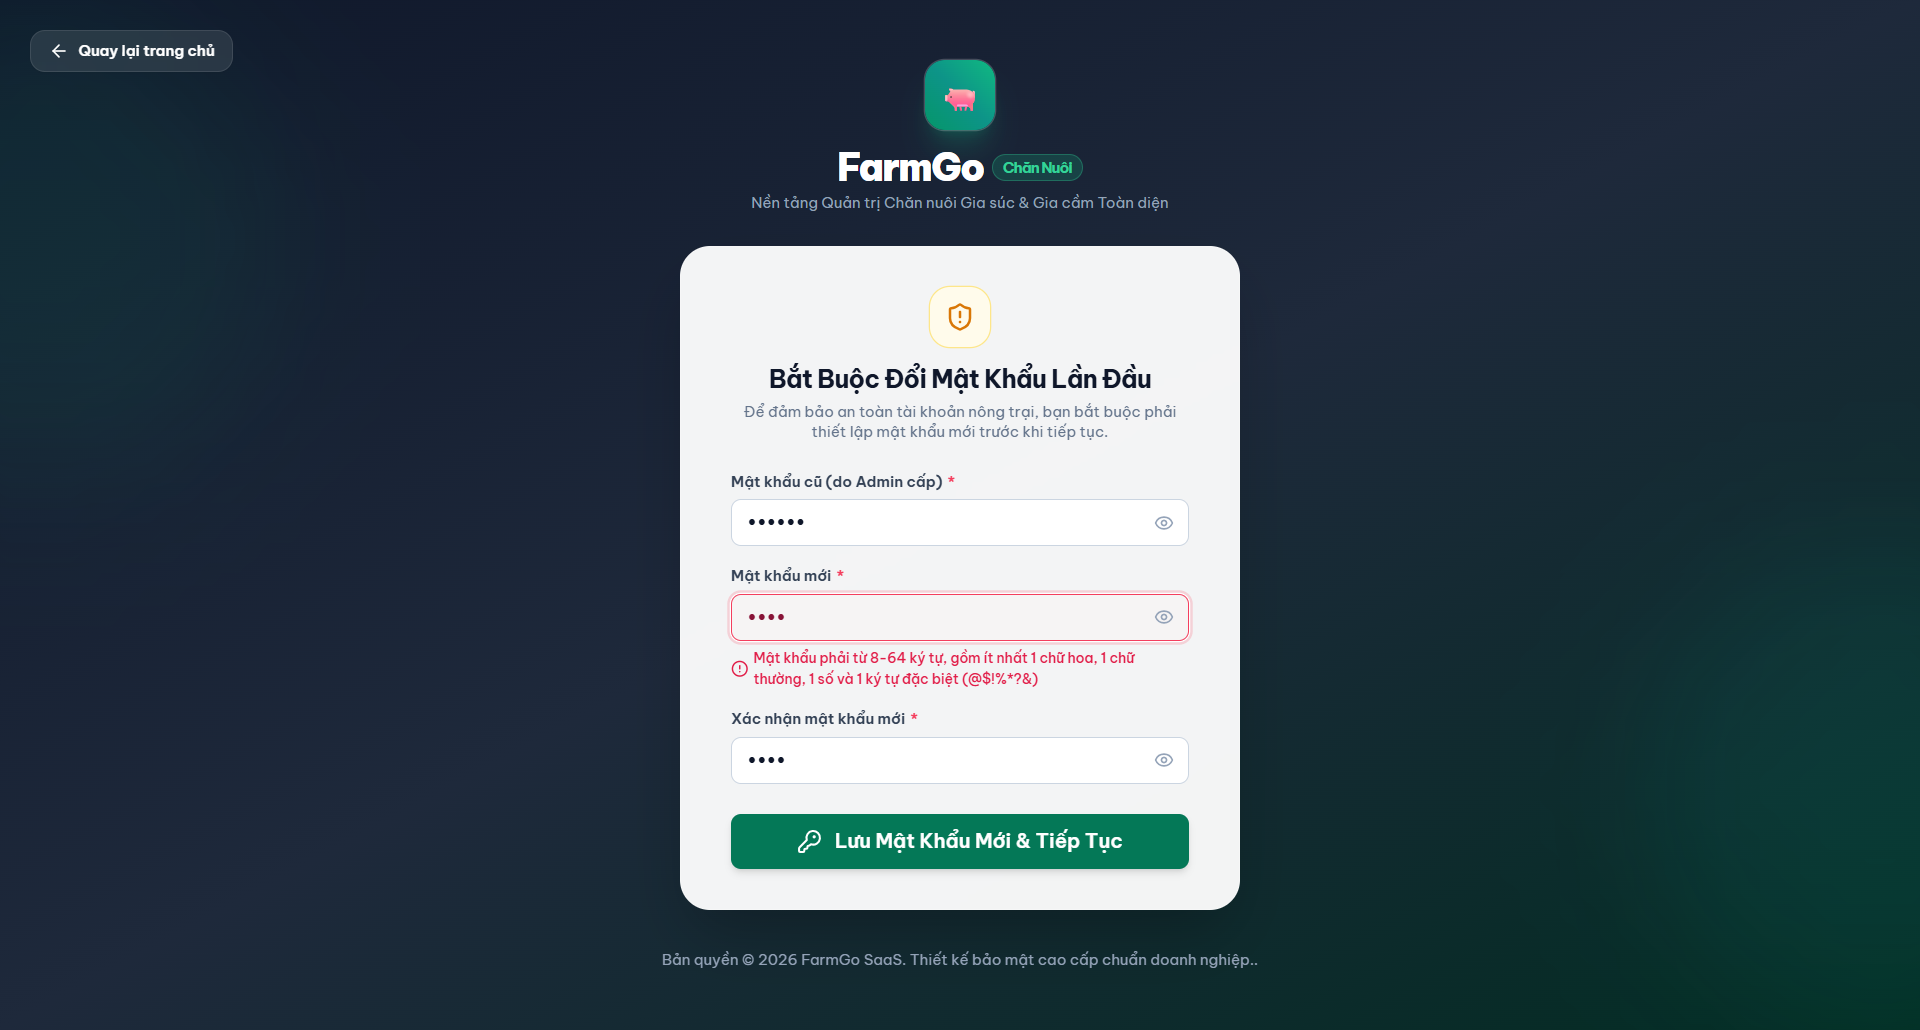 Quay lại trang chủ
FarmGo Chăn Nuôi
Nền tảng Quản trị Chăn nuôi Gia súc & Gia cầm Toàn diện
Bắt Buộc Đổi Mật Khẩu Lần Đầu
Để đảm bảo an toàn tài khoản nông trại, bạn bắt buộc phải
thiết lập mật khẩu mới trước khi tiếp tục.
Mật khẩu cũ (do Admin cấp) *
••••••
Mật khẩu mới *
••••
Mật khẩu phải từ 8-64 ký tự, gồm ít nhất 1 chữ hoa, 1 chữ
thường, 1 số và 1 ký tự đặc biệt (@$!%*?&)
Xác nhận mật khẩu mới *
••••
Lưu Mật Khẩu Mới & Tiếp Tục
Bản quyền © 2026 FarmGo SaaS. Thiết kế bảo mật cao cấp chuẩn doanh nghiệp..